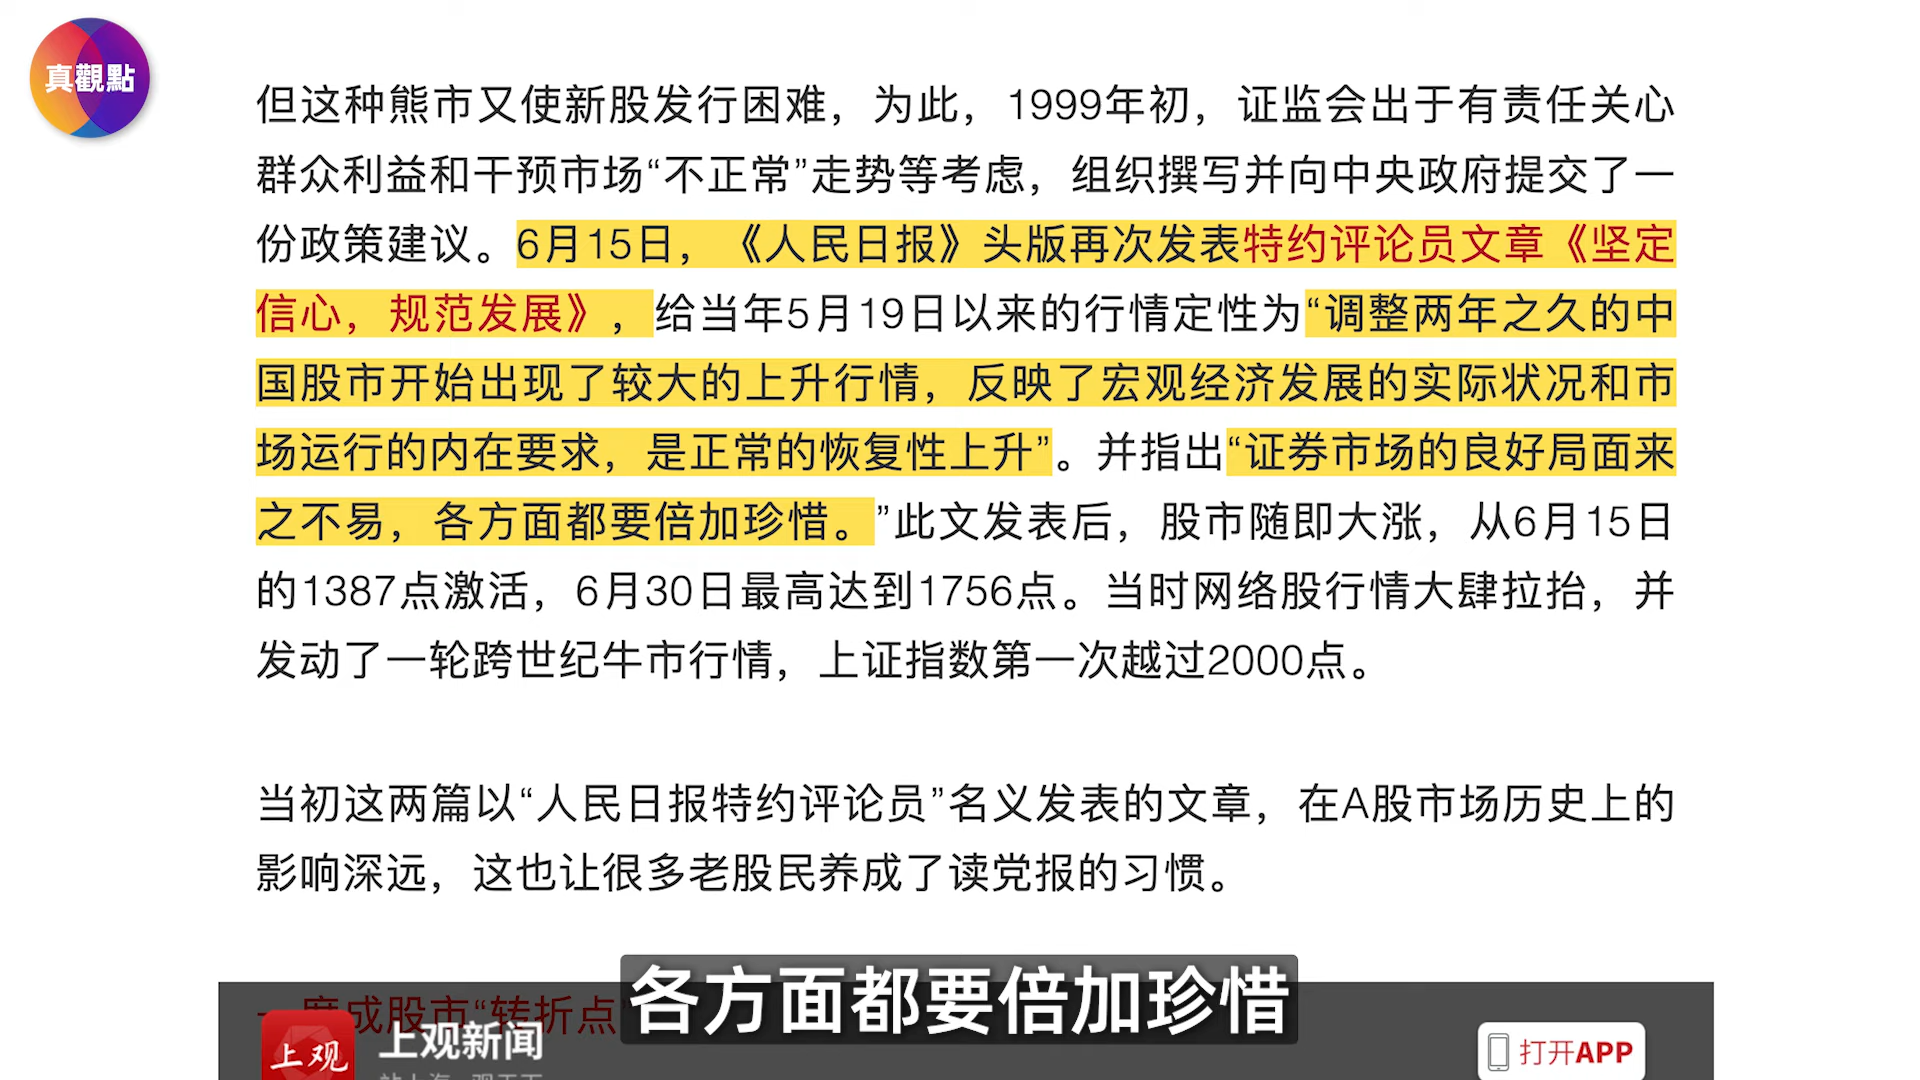 真觀點
但这种熊市又使新股发行困难，为此，1999年初，证监会出于有责任关心
群众利益和干预市场“不正常”走势等考虑，组织撰写并向中央政府提交了一
份政策建议。6月15日，《人民日报》头版再次发表特约评论员文章《坚定
信心，规范发展》，给当年5月19日以来的行情定性为“调整两年之久的中
国股市开始出现了较大的上升行情，反映了宏观经济发展的实际状况和市
场运行的内在要求，是正常的恢复性上升”。并指出“证券市场的良好局面来
之不易，各方面都要倍加珍惜。”此文发表后，股市随即大涨，从6月15日
的1387点激活，6月30日最高达到1756点。当时网络股行情大肆拉抬，并
发动了一轮跨世纪牛市行情，上证指数第一次越过2000点。
当初这两篇以“人民日报特约评论员”名义发表的文章，在A股市场历史上的
影响深远，这也让很多老股民养成了读党报的习惯。
一度成股市“转折点
各方面都要倍加珍惜
上观
上观新闻
打开APP